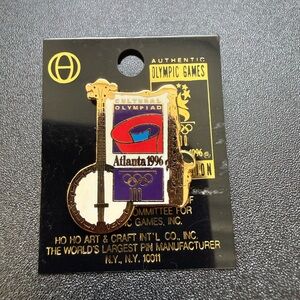 AUTHENTIC
OLYMPIC GAMES
CULTURAL
OLYMPIAD
Atlanta 1996
OF
COMMITTEE FOR
GAMES, INC.
HO HO ART & CRAFT INT'L CO., INC.
THE WORLD'S LARGEST PIN MANUFACTURER
N.Y., N.Y. 10011